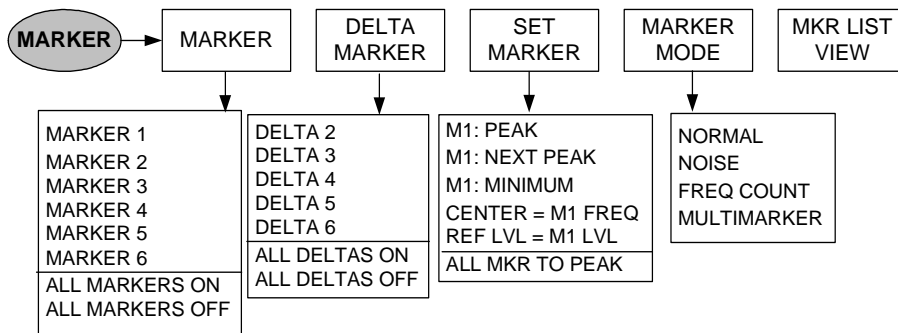 MARKER
MARKER
DELTA
MARKER
SET
MARKER
MARKER
MODE
MKR LIST
VIEW
MARKER 1
MARKER 2
MARKER 3
MARKER 4
MARKER 5
MARKER 6
ALL MARKERS ON
ALL MARKERS OFF
DELTA 2
DELTA 3
DELTA 4
DELTA 5
DELTA 6
ALL DELTAS ON
ALL DELTAS OFF
M1: PEAK
M1: NEXT PEAK
M1: MINIMUM
CENTER = M1 FREQ
REF LVL = M1 LVL
ALL MKR TO PEAK
NORMAL
NOISE
FREQ COUNT
MULTIMARKER